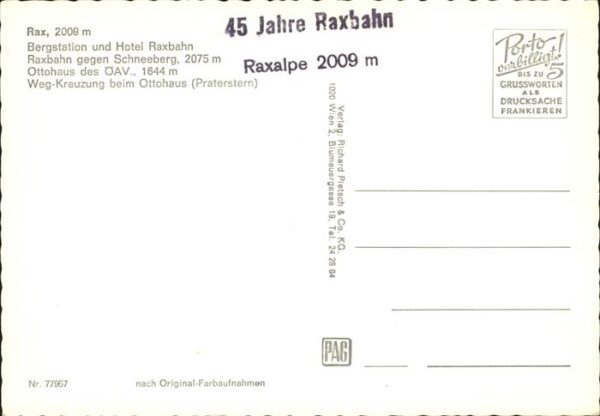 45 Jahre Raxbahn
Raxalpe 2009 m
Rax, 2009 m
Bergstation und Hotel Raxbahn
Raxbahn gegen Schneeberg, 2075 m
Ottohaus des ÖAV., 1644 m
Weg-Kreuzung beim Ottohaus (Praterstern)
Porto
verbilligt!
BIS ZU 5
GRUSSWORTEN
ALS
DRUCKSACHE
FRANKIEREN
Verlag: Richard Pietsch & Co. KG.
1020 Wien 2, Blumauergasse 19, Tel. 24 25 84
PAG
Nr. 77967
nach Original-Farbaufnahmen